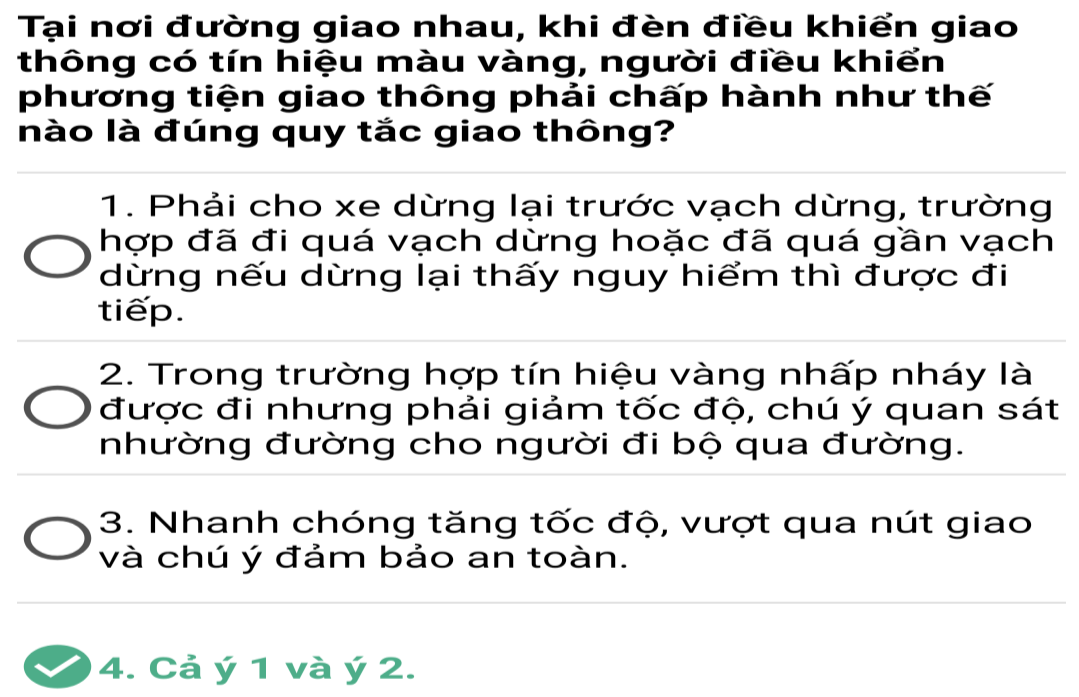 Tại nơi đường giao nhau, khi đèn điều khiển giao
thông có tín hiệu màu vàng, người điều khiển
phương tiện giao thông phải chấp hành như thế
nào là đúng quy tắc giao thông?
1. Phải cho xe dừng lại trước vạch dừng, trường
hợp đã đi quá vạch dừng hoặc đã quá gần vạch
dừng nếu dừng lại thấy nguy hiểm thì được đi
tiếp.
2. Trong trường hợp tín hiệu vàng nhấp nháy là
được đi nhưng phải giảm tốc độ, chú ý quan sát
nhường đường cho người đi bộ qua đường.
3. Nhanh chóng tăng tốc độ, vượt qua nút giao
và chú ý đảm bảo an toàn.
4. Cả ý 1 và ý 2.